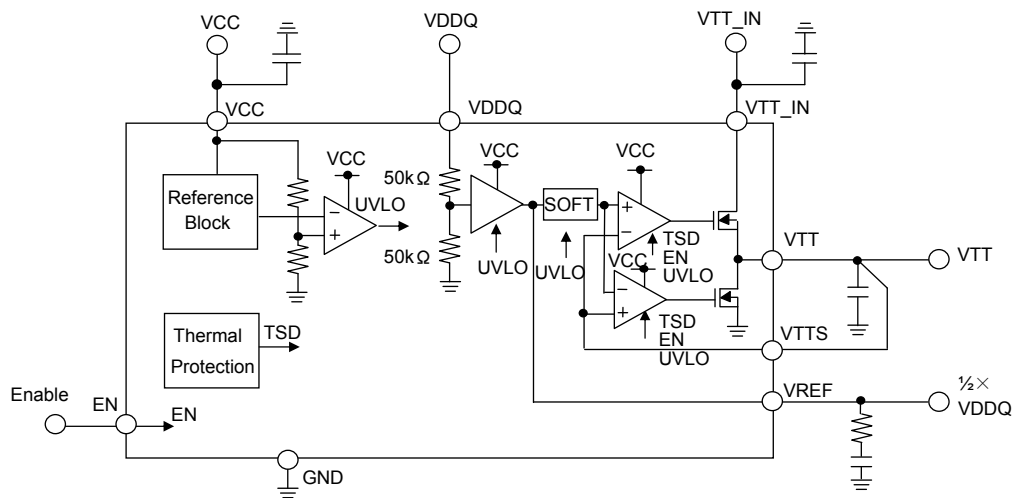 VCC
VDDQ
VTT_IN
VCC
VDDQ
VTT_IN
Reference
Block
VCC
UVLO
−
+
50kΩ
50kΩ
VCC
UVLO
SOFT
UVLO
VCC
+
−
TSD
EN
UVLO
VCC
−
+
TSD
EN
UVLO
VTT
VTT
VTTS
Thermal
Protection
TSD
VREF
½×
VDDQ
Enable
EN
EN
GND